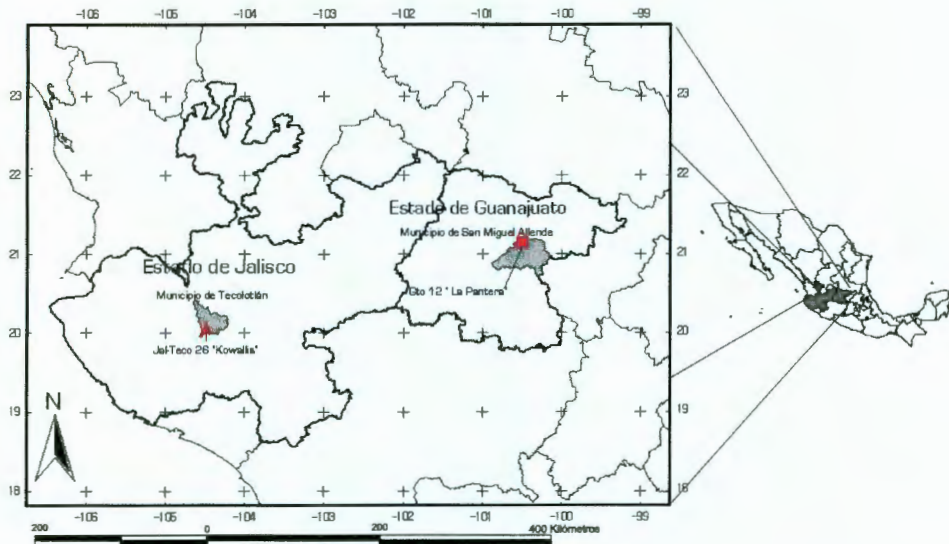 -106 -105 -104 -103 -102 -101 -100 -99
23 23
22 22
Estado de Guanajuato
Municipio de San Miguel Allende
21 21
Estado de Jalisco
Municipio de Tecolotlán
Gto 12 " La Pantera"
20 20
Jal-Teco 26 "Kowallis"
19 19
N
18 18
-106 -105 -104 -103 -102 -101 -100 -99
200 0 200 400 Kilómetros